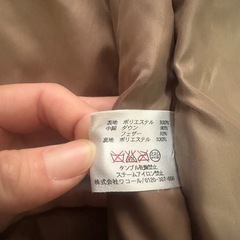 表地 ポリエステル 100%
中綿 ダウン 90%
フェザー 10%
裏地 ポリエステル 100%
タンブル乾燥禁止
スチームアイロン禁止
株式会社ワコール/0120-307-